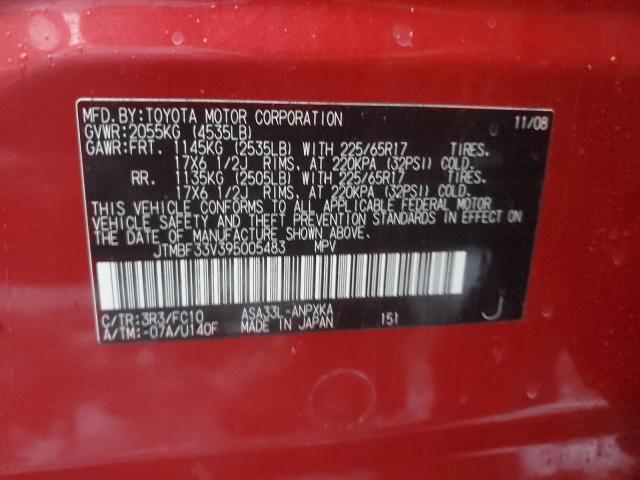 MFD.BY:TOYOTA MOTOR CORPORATION 11/08
GVWR:2055KG (4535LB)
GAWR:FRT. 1145KG (2535LB) WITH 225/65R17 TIRES.
17X6 1/2J RIMS, AT 220KPA (32PSI) COLD.
RR. 1135KG (2505LB) WITH 225/65R17 TIRES.
17X6 1/2J RIMS, AT 220KPA (32PSI) COLD.
THIS VEHICLE CONFORMS TO ALL APPLICABLE FEDERAL MOTOR
VEHICLE SAFETY AND THEFT PREVENTION STANDARDS IN EFFECT ON
THE DATE OF MANUFACTURE SHOWN ABOVE.
JTMBF33V395005483 MPV
C/TR:3R3/FC10 ASA33L-ANPXKA J
A/TM:-07A/U140F MADE IN JAPAN 151